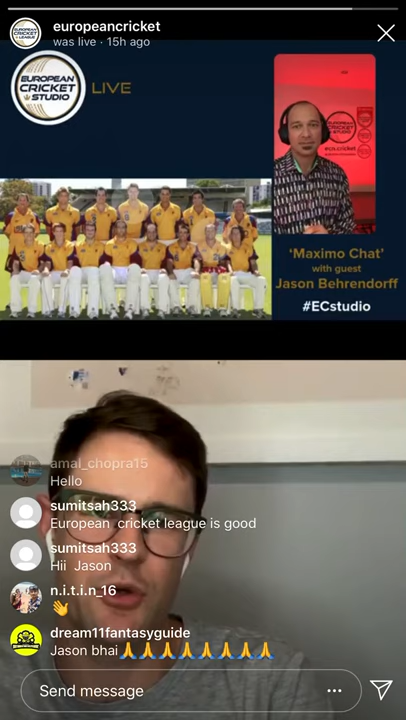 europeancricket
was live · 15h ago
EUROPEAN
CRICKET
STUDIO
LIVE
'Maximo Chat'
with guest
Jason Behrendorff
#ECstudio
amal_chopra15
Hello
sumitsah333
European cricket league is good
sumitsah333
Hii Jason
n.i.t.i.n_16
👋
dream11fantasyguide
Jason bhai🙏🙏🙏🙏🙏🙏🙏🙏
Send message